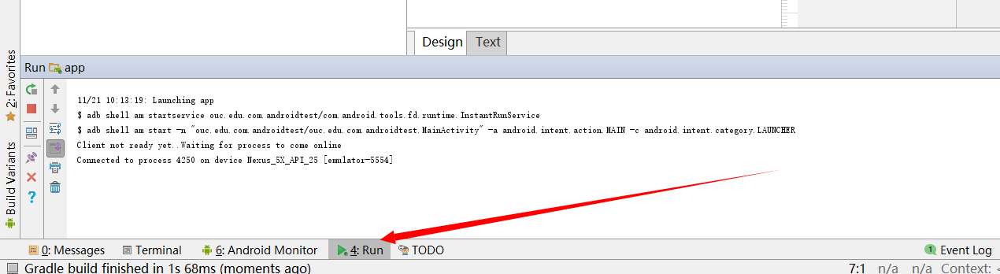 Design Text
2: Favorites
Build Variants
Run app
11/21 10:13:19: Launching app
$ adb shell am startservice ouc.edu.com.androidtest/com.android.tools.fd.runtime.InstantRunService
$ adb shell am start -n "ouc.edu.com.androidtest/ouc.edu.com.androidtest.MainActivity" -a android.intent.action.MAIN -c android.intent.category.LAUNCHER
Client not ready yet..Waiting for process to come online
Connected to process 4250 on device Nexus_5X_API_25 [emulator-5554]
0: Messages Terminal 6: Android Monitor 4: Run TODO 1 Event Log
Gradle build finished in 1s 68ms (moments ago) 7:1 n/a n/a Context: